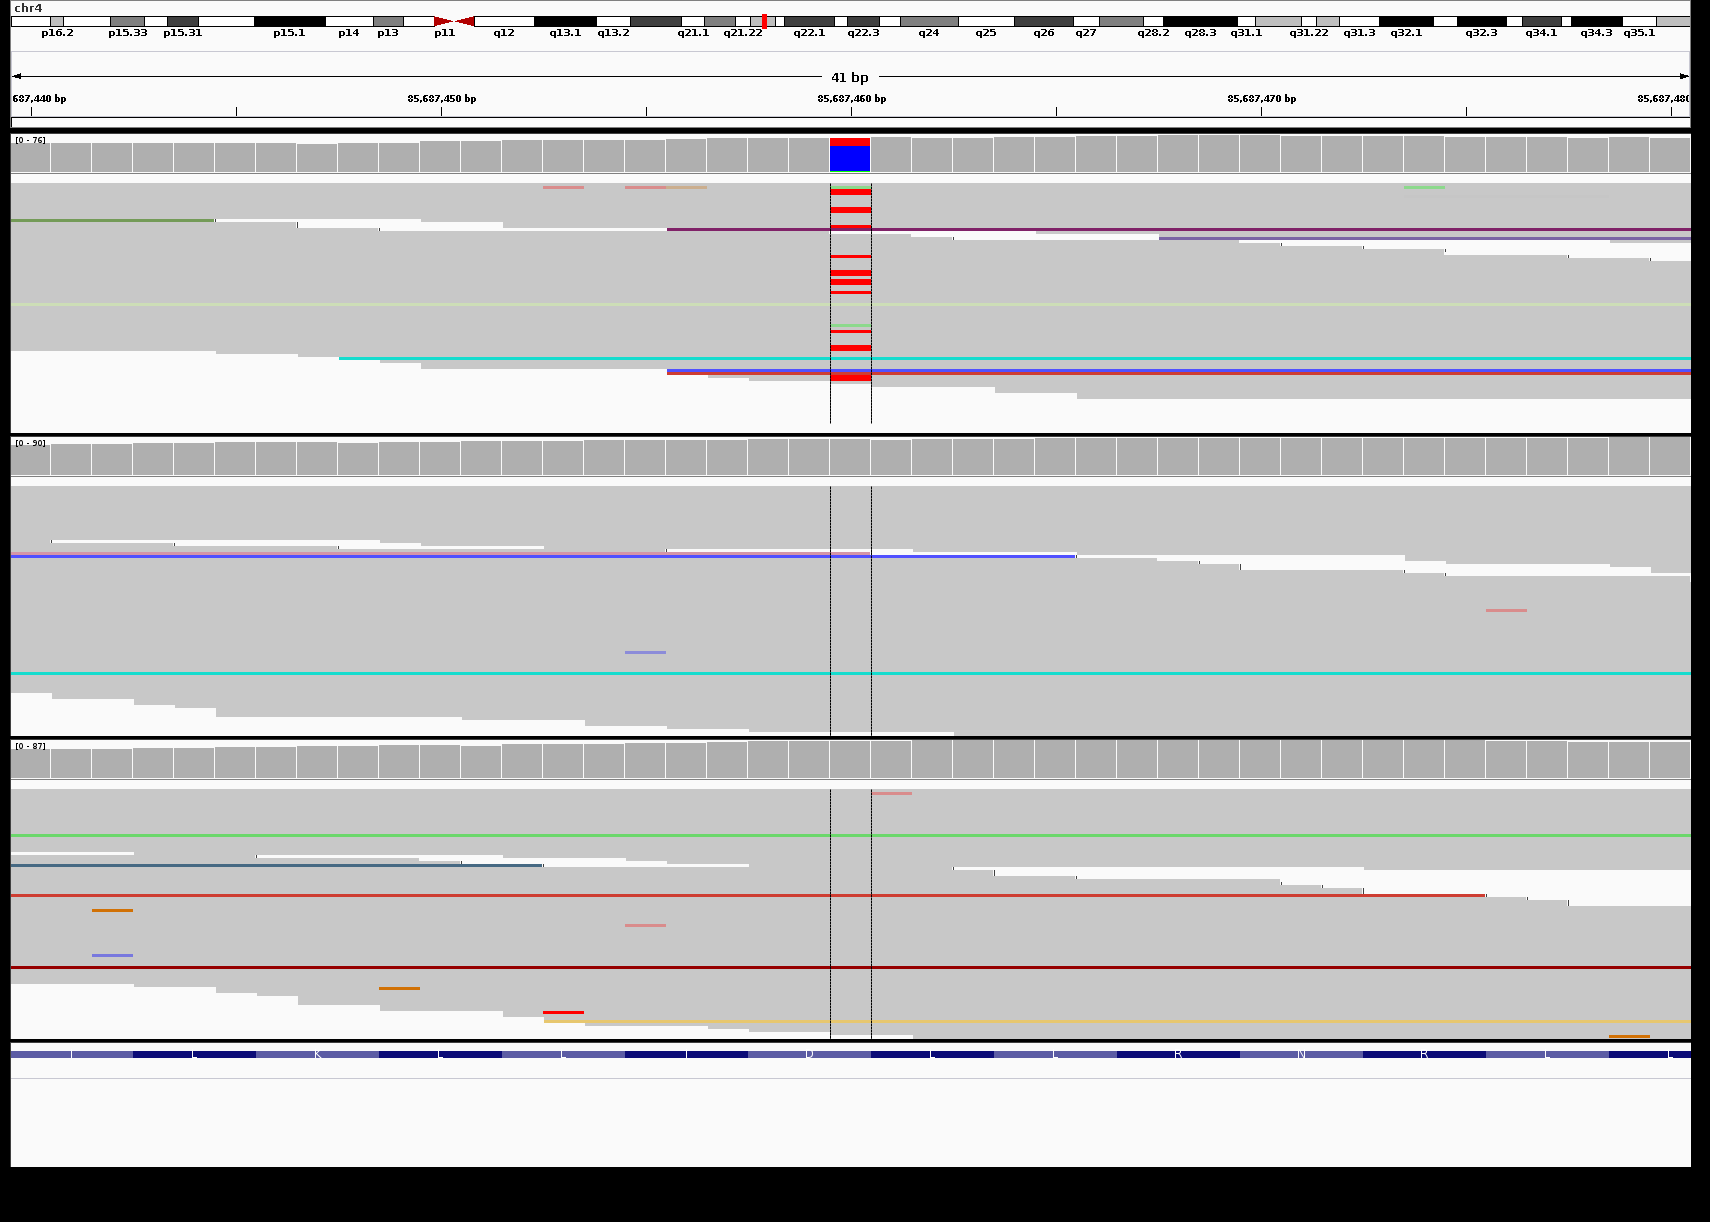 chr4
p16.2 p15.33 p15.31 p15.1 p14 p13 p11 q12 q13.1 q13.2 q21.1 q21.22 q22.1 q22.3 q24 q25 q26 q27 q28.2 q28.3 q31.1 q31.22 q31.3 q32.1 q32.3 q34.1 q34.3 q35.1
41 bp
687,440 bp 85,687,450 bp 85,687,460 bp 85,687,470 bp 85,687,480
[0 - 76]
[0 - 90]
[0 - 87]
K D R N R